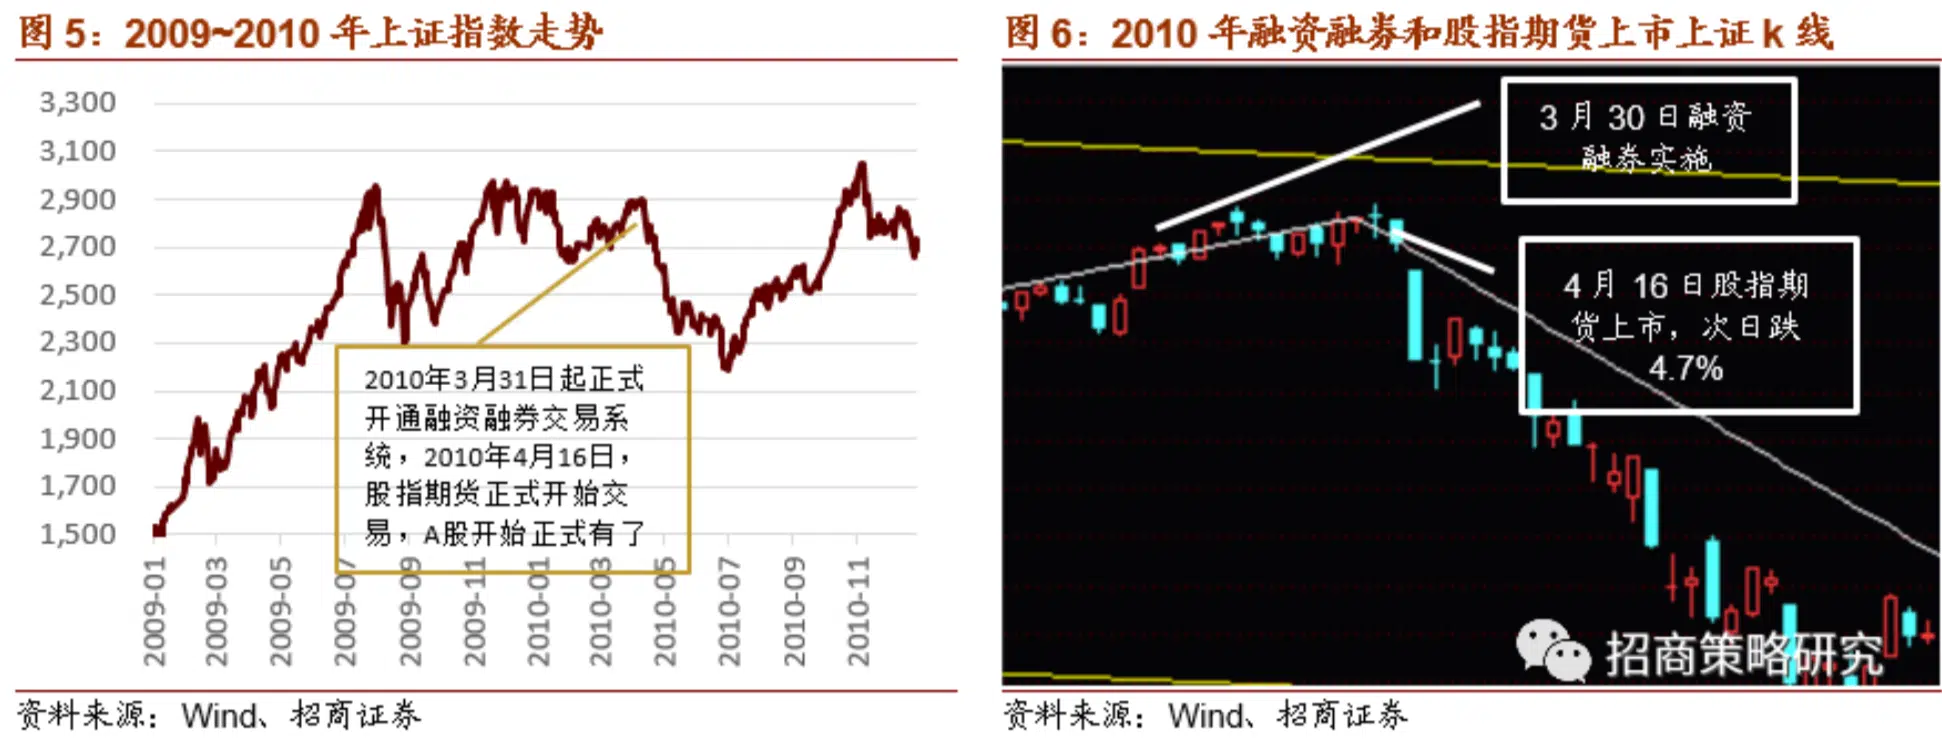 图 5：2009~2010 年上证指数走势
3,300
3,100
2,900
2,700
2,500
2,300
2,100
1,900
1,700
1,500
2010年3月31日起正式
开通融资融券交易系
统，2010年4月16日，
股指期货正式开始交
易，A股开始正式有了
2009-01
2009-03
2009-05
2009-07
2009-09
2009-11
2010-01
2010-03
2010-05
2010-07
2010-09
2010-11
资料来源：Wind、招商证券
图 6：2010 年融资融券和股指期货上市上证 k 线
3 月 30 日融资
融券实施
4 月 16 日股指期
货上市，次日跌
4.7%
招商策略研究
资料来源：Wind、招商证券